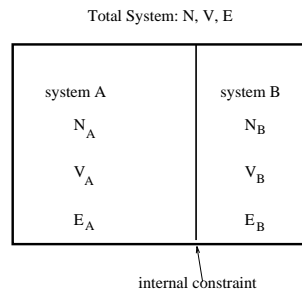 Total System: N, V, E
system A system B
N_A N_B
V_A V_B
E_A E_B
internal constraint